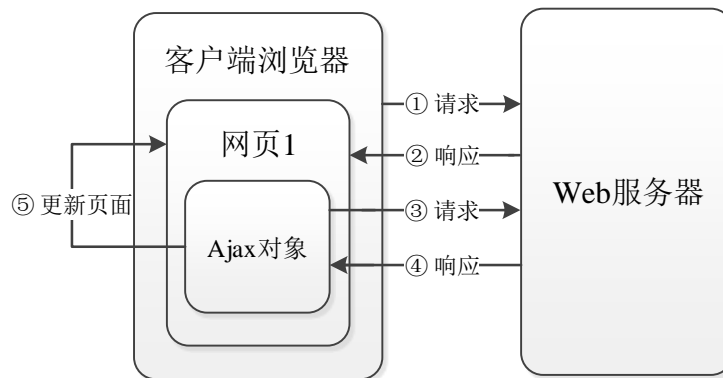 客户端浏览器
① 请求
网页1
② 响应
Web服务器
⑤ 更新页面
③ 请求
Ajax对象
④ 响应